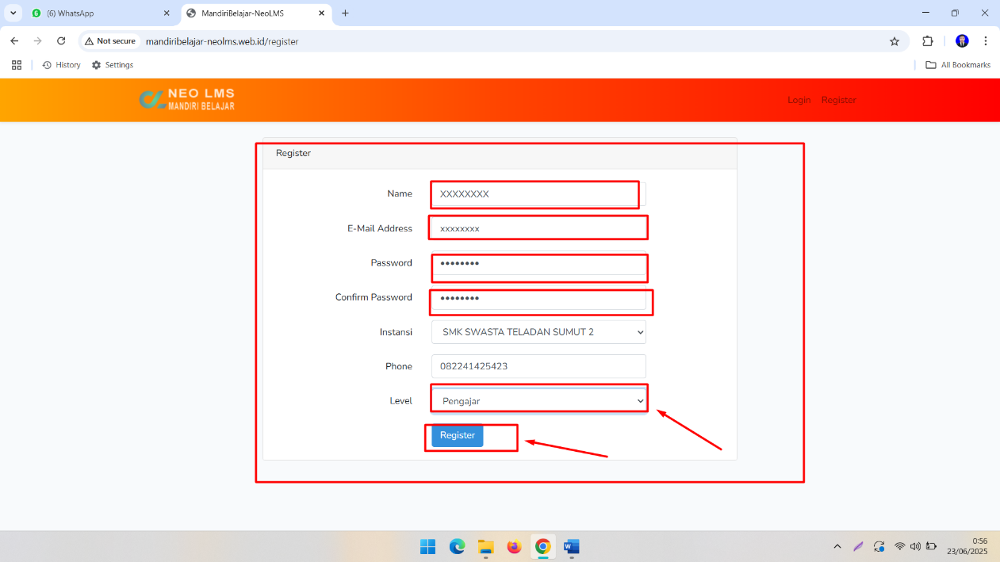 (6) WhatsApp
MandiriBelajar-NeoLMS
Not secure
mandiribelajar-neolms.web.id/register
History
Settings
All Bookmarks
NEO LMS
MANDIRI BELAJAR
Login
Register
Register
Name
XXXXXXXX
E-Mail Address
xxxxxxxx
Password
••••••••
Confirm Password
••••••••
Instansi
SMK SWASTA TELADAN SUMUT 2
Phone
082241425423
Level
Pengajar
Register
0:56
23/06/2025